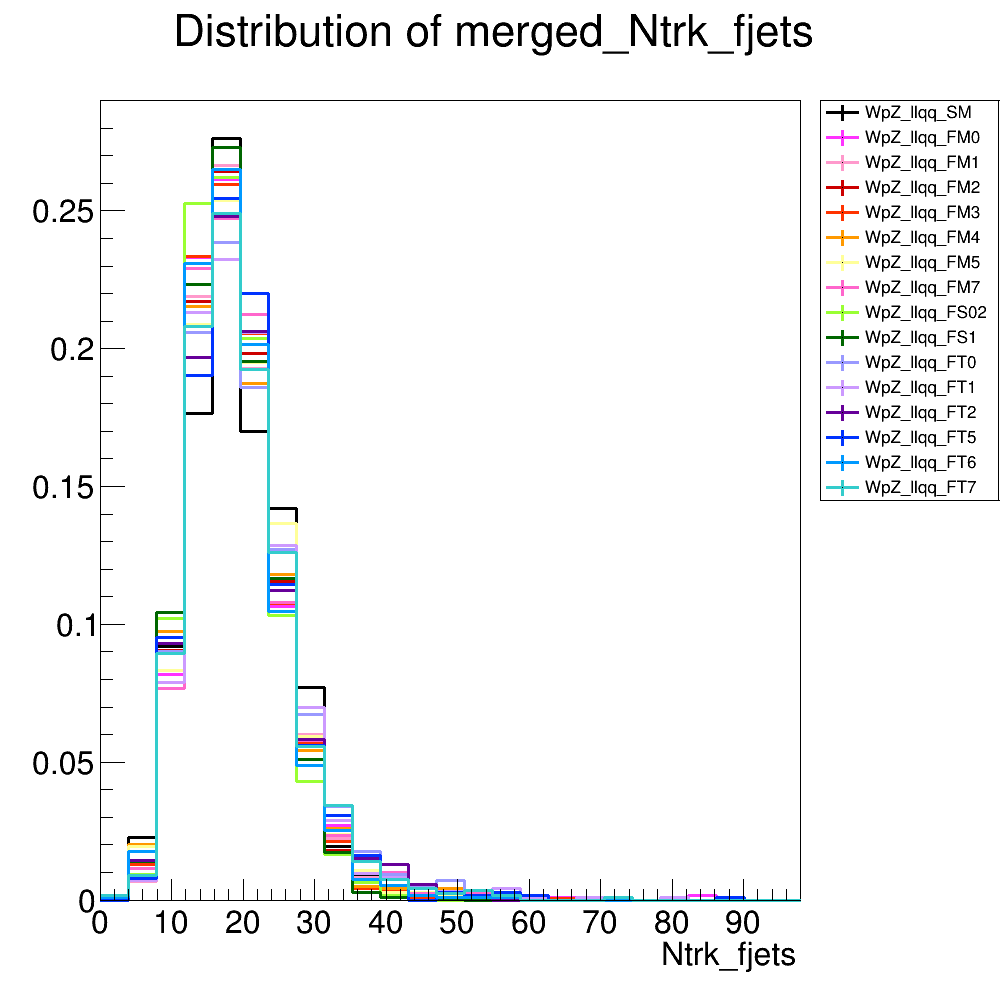 Distribution of merged_Ntrk_fjets
WpZ_llqq_SM
WpZ_llqq_FM0
WpZ_llqq_FM1
WpZ_llqq_FM2
WpZ_llqq_FM3
WpZ_llqq_FM4
WpZ_llqq_FM5
WpZ_llqq_FM7
WpZ_llqq_FS02
WpZ_llqq_FS1
WpZ_llqq_FT0
WpZ_llqq_FT1
WpZ_llqq_FT2
WpZ_llqq_FT5
WpZ_llqq_FT6
WpZ_llqq_FT7
0.25
0.2
0.15
0.1
0.05
0
0 10 20 30 40 50 60 70 80 90
Ntrk_fjets